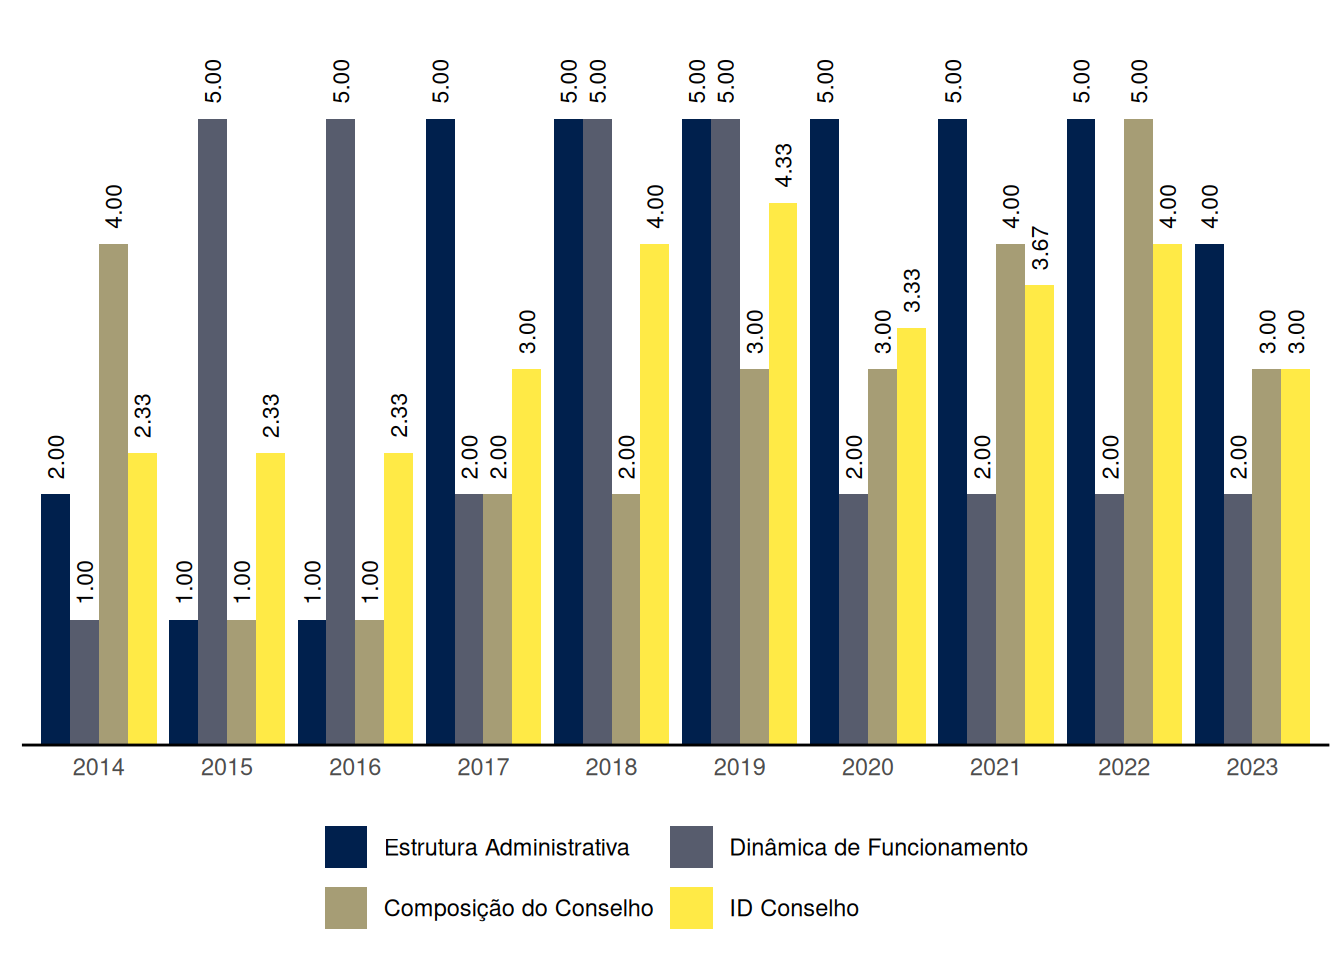 5.00 5.00 5.00 5.00 5.00 5.00 5.00 5.00 5.00 5.00 5.00
4.33
4.00 4.00 4.00 4.00 4.00
3.67
3.33
3.00 3.00 3.00 3.00 3.00
2.33 2.33 2.33
2.00 2.00 2.00 2.00 2.00 2.00 2.00 2.00
1.00 1.00 1.00 1.00 1.00
2014 2015 2016 2017 2018 2019 2020 2021 2022 2023
Estrutura Administrativa Dinâmica de Funcionamento
Composição do Conselho ID Conselho